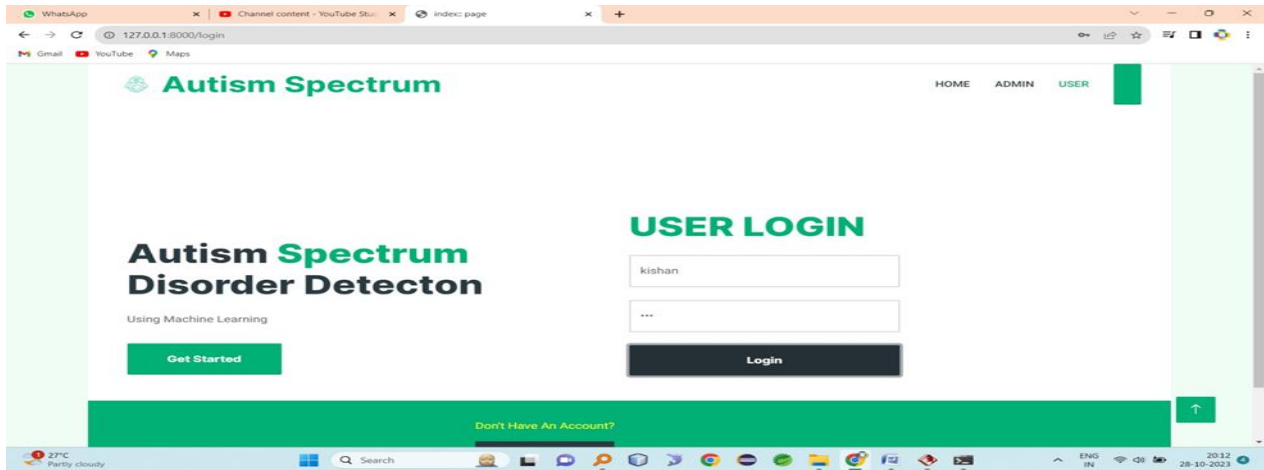 WhatsApp
Channel content - YouTube Stu
index:: page
127.0.0.1:8000/login
Gmail
YouTube
Maps
Autism Spectrum
HOME
ADMIN
USER
USER LOGIN
Autism Spectrum
Disorder Detecton
kishan
Using Machine Learning
Get Started
Login
Don't Have An Account?
27°C
Partly cloudy
Search
ENG
IN
20:12
28-10-2023